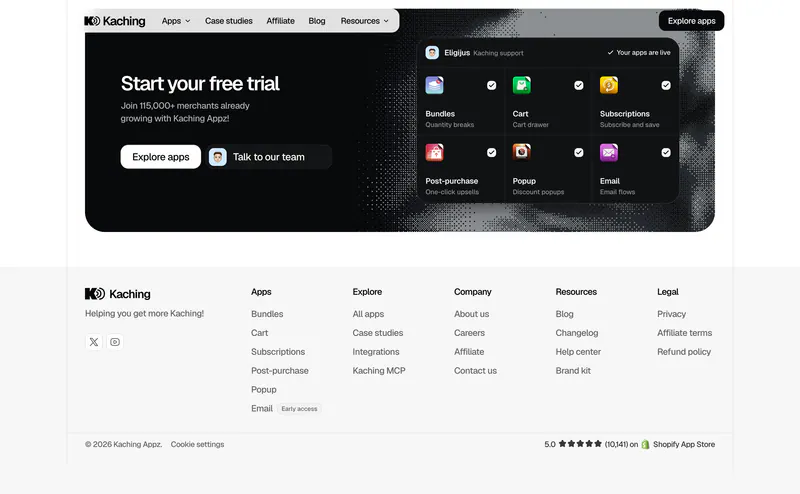 Kaching
Apps
Case studies
Affiliate
Blog
Resources
Explore apps
Start your free trial
Join 115,000+ merchants already
growing with Kaching Appz!
Explore apps
Talk to our team
Eligijus Kaching support
Your apps are live
Bundles
Quantity breaks
Cart
Cart drawer
Subscriptions
Subscribe and save
Post-purchase
One-click upsells
Popup
Discount popups
Email
Email flows
Kaching
Helping you get more Kaching!
Apps
Bundles
Cart
Subscriptions
Post-purchase
Popup
Email Early access
Explore
All apps
Case studies
Integrations
Kaching MCP
Company
About us
Careers
Affiliate
Contact us
Resources
Blog
Changelog
Help center
Brand kit
Legal
Privacy
Affiliate terms
Refund policy
© 2026 Kaching Appz.
Cookie settings
5.0 ★★★★★ (10,141) on Shopify App Store